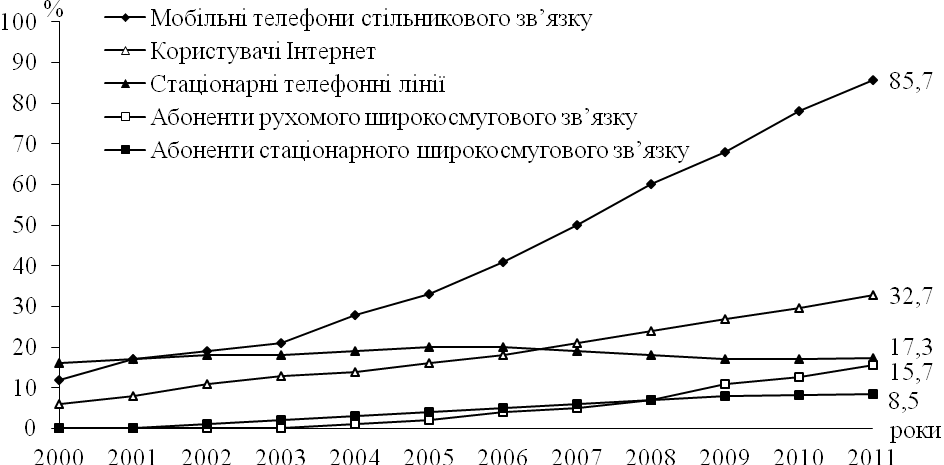 %
100
90
80
70
60
50
40
30
20
10
0
Мобільні телефони стільникового зв’язку
Користувачі Інтернет
Стаціонарні телефонні лінії
Абоненти рухомого широкосмугового зв’язку
Абоненти стаціонарного широкосмугового зв’язку
85,7
32,7
17,3
15,7
8,5
роки
2000 2001 2002 2003 2004 2005 2006 2007 2008 2009 2010 2011